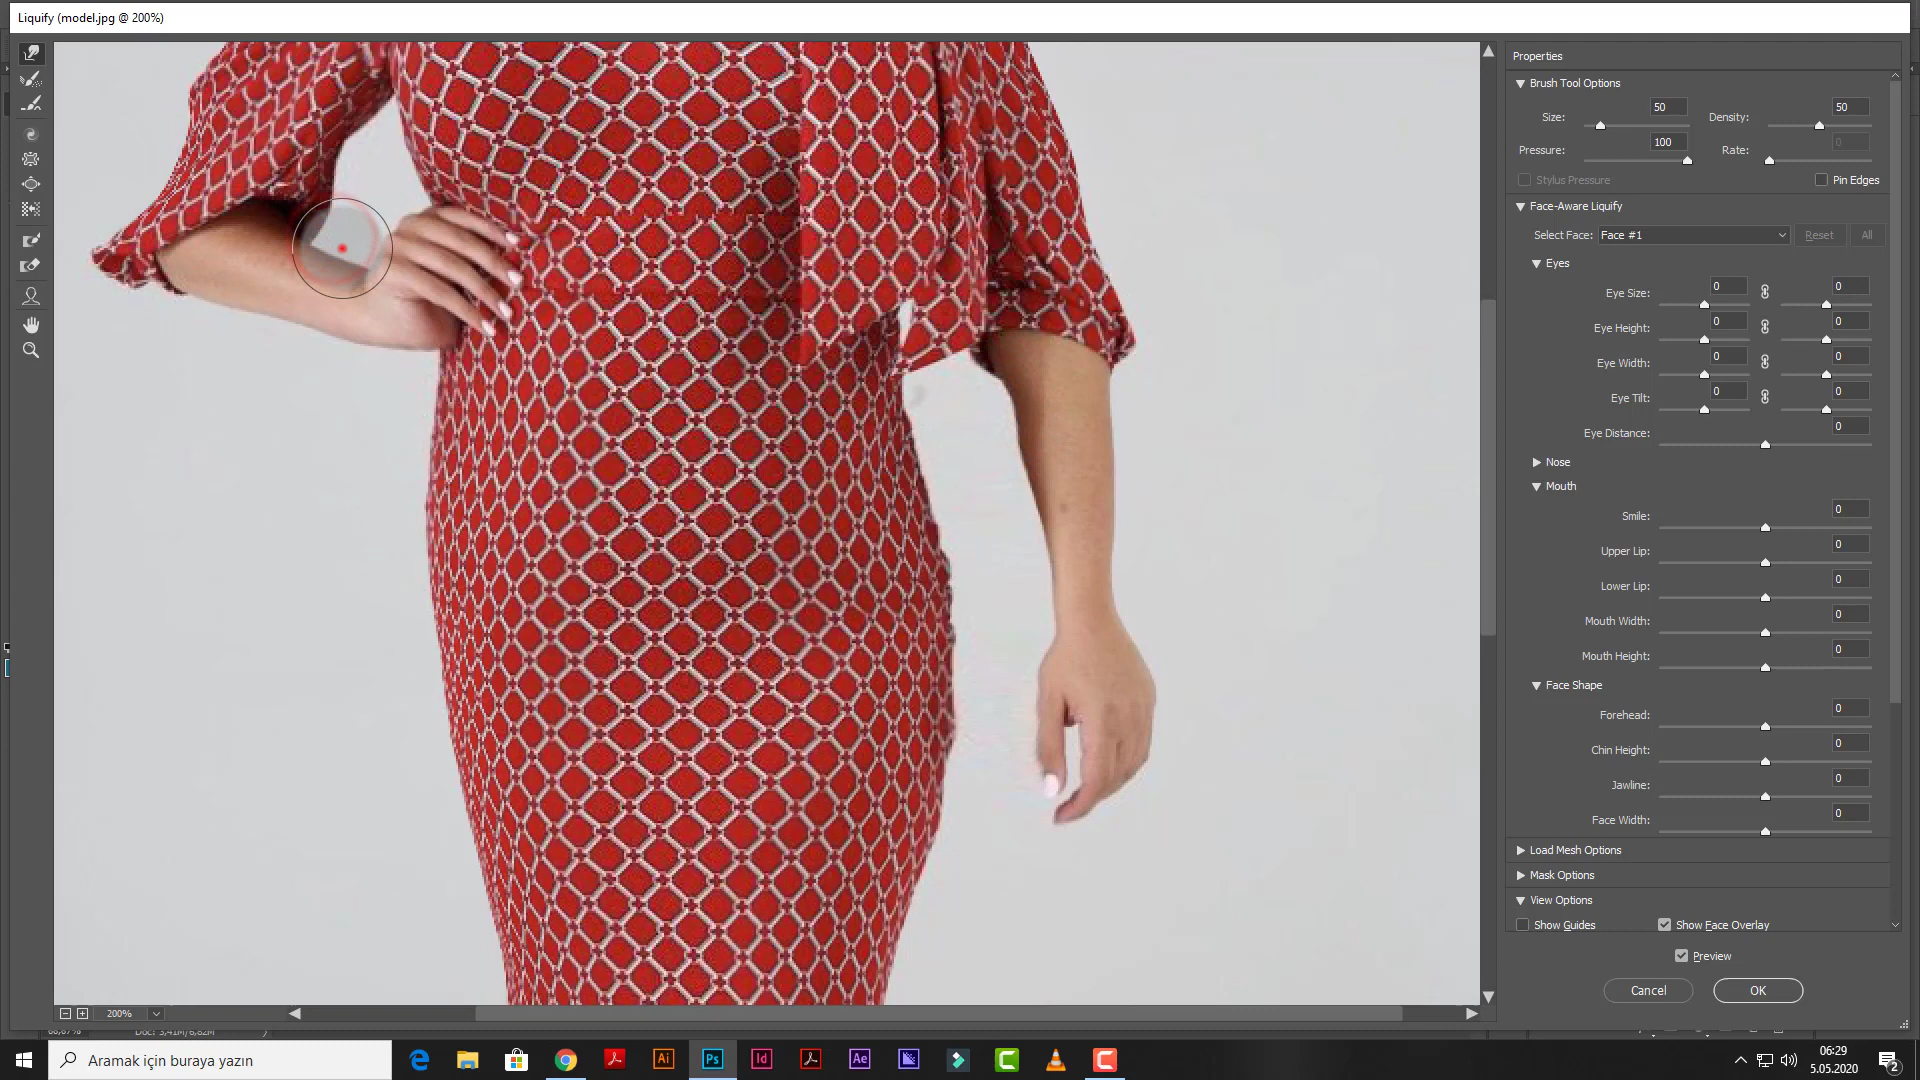 Liquify (model.jpg @ 200%)
Properties
Brush Tool Options
Size: 50
Density: 50
Pressure: 100
Rate: 0
Stylus Pressure
Pin Edges
Face-Aware Liquify
Select Face: Face #1
Reset
All
Eyes
Eye Size: 0 0
Eye Height: 0 0
Eye Width: 0 0
Eye Tilt: 0 0
Eye Distance: 0
Nose
Mouth
Smile: 0
Upper Lip: 0
Lower Lip: 0
Mouth Width: 0
Mouth Height: 0
Face Shape
Forehead: 0
Chin Height: 0
Jawline: 0
Face Width: 0
Load Mesh Options
Mask Options
View Options
Show Guides
Show Face Overlay
Preview
Cancel
OK
200%
Aramak için buraya yazın
Ai
Ps
Id
Ae
06:29
5.05.2020
2